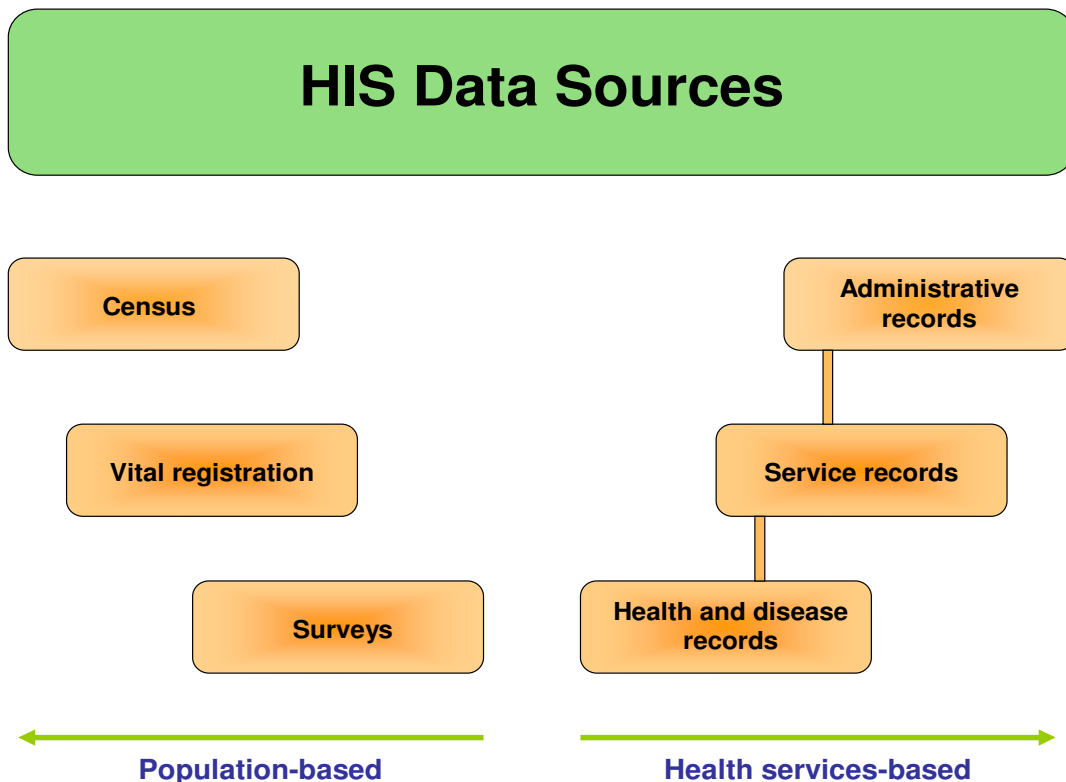 HIS Data Sources
Census
Administrative
records
Vital registration
Service records
Surveys
Health and disease
records
Population-based
Health services-based